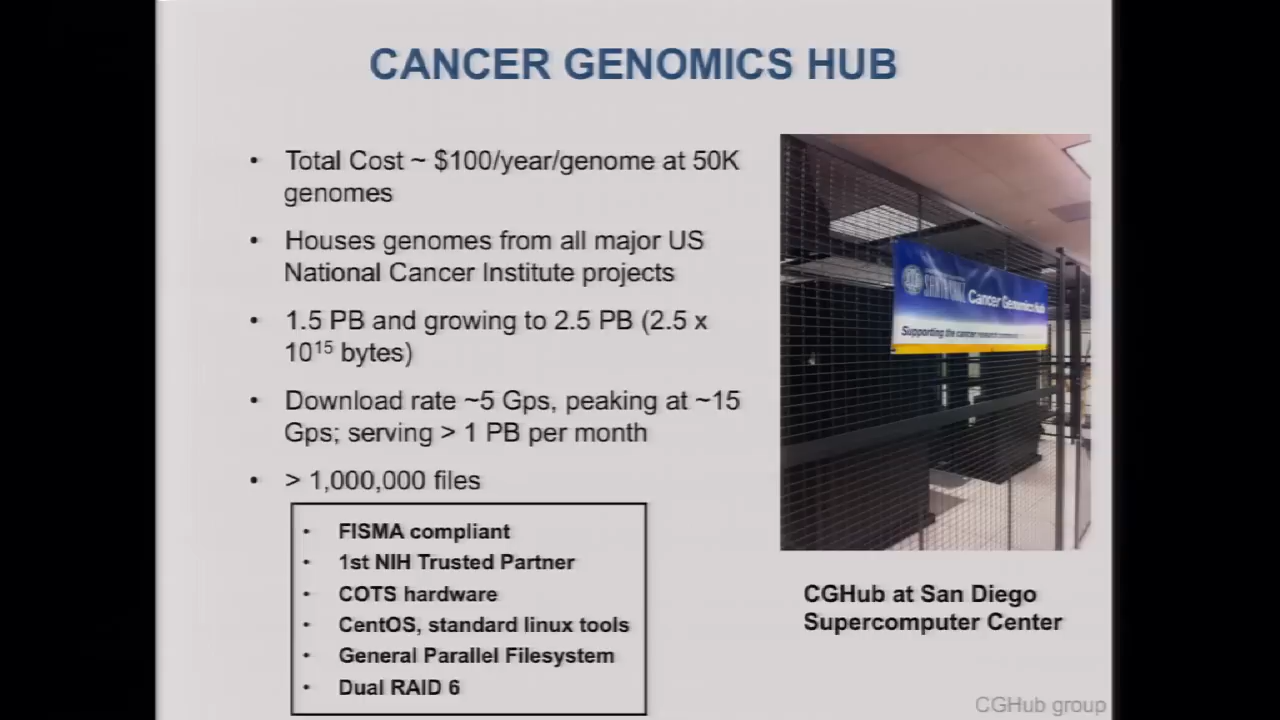 CANCER GENOMICS HUB
• Total Cost ~ $100/year/genome at 50K
genomes
• Houses genomes from all major US
National Cancer Institute projects
• 1.5 PB and growing to 2.5 PB (2.5 x
10¹⁵ bytes)
• Download rate ~5 Gps, peaking at ~15
Gps; serving > 1 PB per month
• > 1,000,000 files
• FISMA compliant
• 1st NIH Trusted Partner
• COTS hardware
• CentOS, standard linux tools
• General Parallel Filesystem
• Dual RAID 6
SANTA CRUZ
Cancer Genomics Hub
Supporting the cancer research
CGHub at San Diego
Supercomputer Center
CGHub group